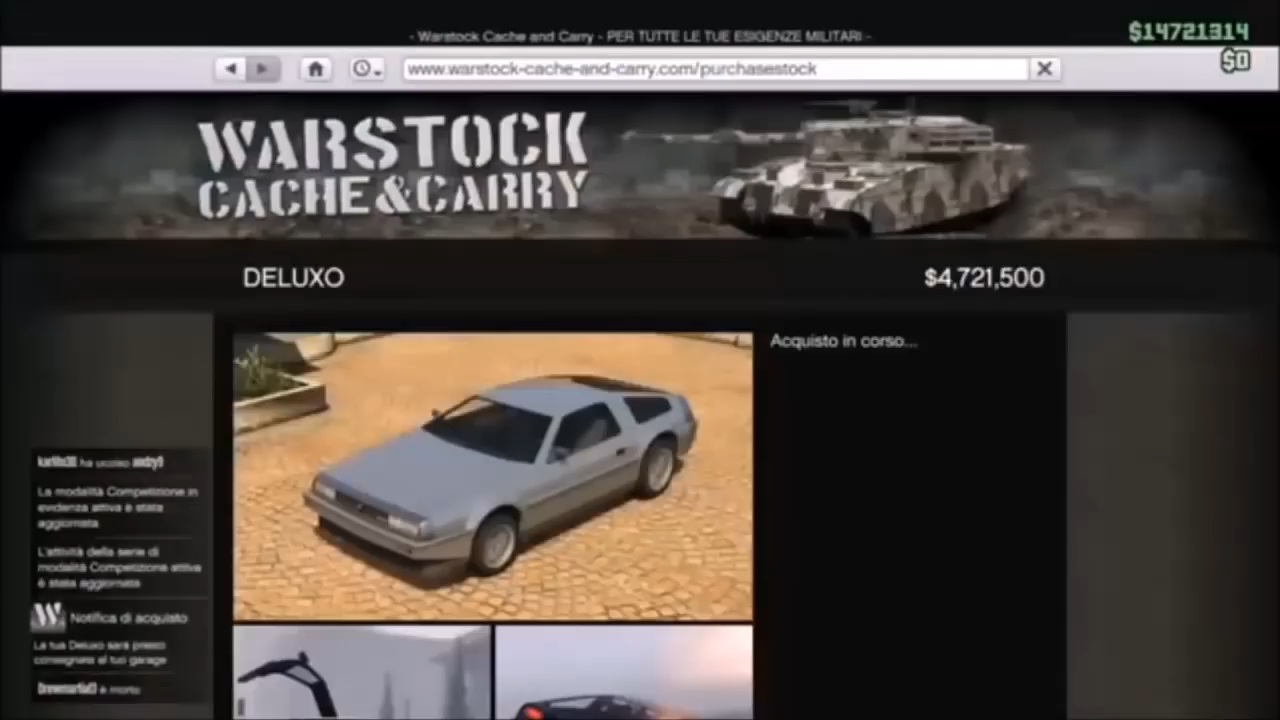 - Warstock Cache and Carry - PER TUTTE LE TUE ESIGENZE MILITARI -
$14721314
$0
www.warstock-cache-and-carry.com/purchasestock
WARSTOCK
CACHE&CARRY
DELUXO
$4,721,500
Acquisto in corso...
ha ucciso
La modalità Competizione in
evidenza attiva è stata
aggiornata
L'attività della serie di
modalità Competizione attiva
è stata aggiornata
Notifica di acquisto
La tua Deluxo sarà presto
consegnata al tuo garage
è morto